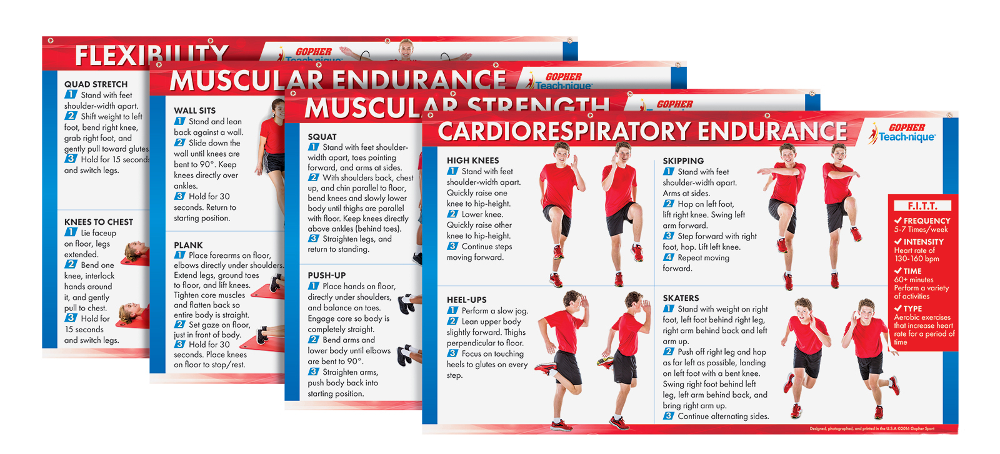 FLEXIBILITY
GOPHER
Teach-nique™
QUAD STRETCH
1 Stand with feet
shoulder-width apart.
2 Shift weight to left
foot, bend right knee,
grab right foot, and
gently pull toward glutes
3 Hold for 15 seconds
and switch legs.
KNEES TO CHEST
1 Lie faceup
on floor, legs
extended.
2 Bend one
knee, interlock
hands around
it, and gently
pull to chest.
3 Hold for
15 seconds
and switch legs.
MUSCULAR ENDURANCE
GOPHER
Teach-nique™
WALL SITS
1 Stand and lean
back against a wall.
2 Slide down the
wall until knees are
bent to 90°. Keep
knees directly over
ankles.
3 Hold for 30
seconds. Return to
starting position.
PLANK
1 Place forearms on floor,
elbows directly under shoulders.
Extend legs, ground toes
to floor, and lift knees.
Tighten core muscles
and flatten back so
entire body is straight.
2 Set gaze on floor,
just in front of body.
3 Hold for 30
seconds. Place knees
on floor to stop/rest.
MUSCULAR STRENGTH
GOPHER
SQUAT
1 Stand with feet shoulder-
width apart, toes pointing
forward, and arms at sides.
2 With shoulders back, chest
up, and chin parallel to floor,
bend knees and slowly lower
body until thighs are parallel
with floor. Keep knees directly
above ankles (behind toes).
3 Straighten legs, and
return to standing.
PUSH-UP
1 Place hands on floor,
directly under shoulders,
and balance on toes.
Engage core so body is
completely straight.
2 Bend arms and
lower body until elbows
are bent to 90°.
3 Straighten arms,
push body back into
starting position.
CARDIORESPIRATORY ENDURANCE
GOPHER
Teach-nique™
HIGH KNEES
1 Stand with feet
shoulder-width apart.
Quickly raise one
knee to hip-height.
2 Lower knee.
Quickly raise other
knee to hip-height.
3 Continue steps
moving forward.
SKIPPING
1 Stand with feet
shoulder-width apart.
Arms at sides.
2 Hop on left foot,
lift right knee. Swing left
arm forward.
3 Step forward with right
foot, hop. Lift left knee.
4 Repeat moving
forward.
HEEL-UPS
1 Perform a slow jog.
2 Lean upper body
slightly forward. Thighs
perpendicular to floor.
3 Focus on touching
heels to glutes on every
step.
SKATERS
1 Stand with weight on right
foot, left foot behind right leg,
right arm behind back and left
arm up.
2 Push off right leg and hop
as far left as possible, landing
on left foot with a bent knee.
Swing right foot behind left
leg, left arm behind back, and
bring right arm up.
3 Continue alternating sides.
F.I.T.T.
✓ FREQUENCY
5-7 Times/week
✓ INTENSITY
Heart rate of
130-160 bpm
✓ TIME
60+ minutes
Perform a variety
of activities
✓ TYPE
Aerobic exercises
that increase heart
rate for a period of
time
Designed, photographed, and printed in the U.S.A ©2016 Gopher Sport